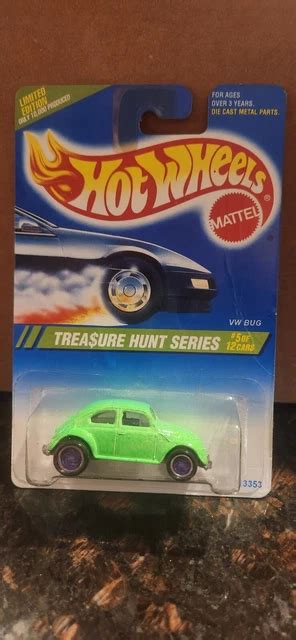 LIMITED
EDITION
ONLY 10,000 PRODUCED
FOR AGES
OVER 3 YEARS.
DIE CAST METAL PARTS.
HOT WHEELS
MATTEL
VW BUG
TREA$URE HUNT SERIES
#5 OF
12 CARS
13353